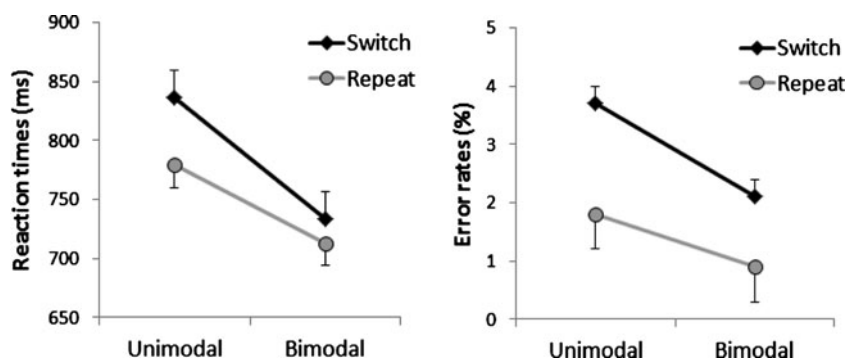 Reaction times (ms)
900
850
800
750
700
650
Switch
Repeat
Unimodal Bimodal
Error rates (%)
5
4
3
2
1
0
Switch
Repeat
Unimodal Bimodal